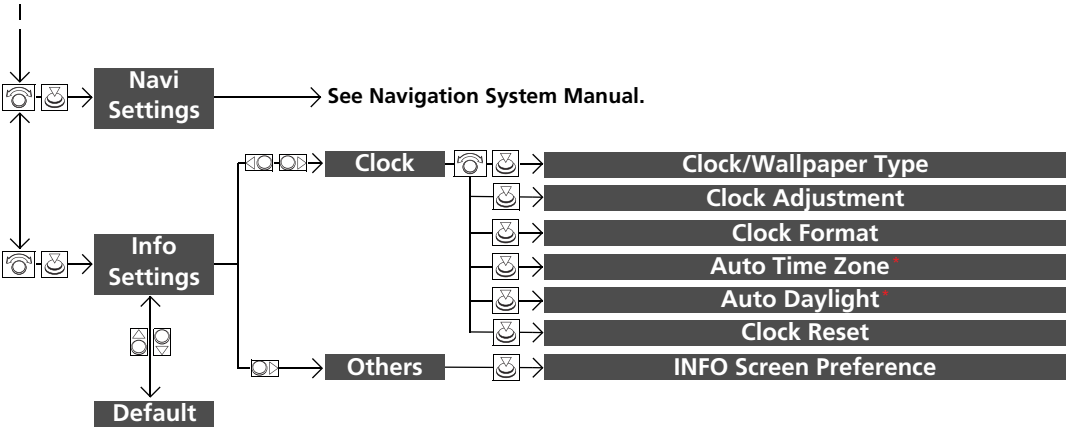 Navi
Settings
See Navigation System Manual.
Clock
Clock/Wallpaper Type
Clock Adjustment
Clock Format
Info
Settings
Auto Time Zone*
Auto Daylight*
Clock Reset
Others
INFO Screen Preference
Default